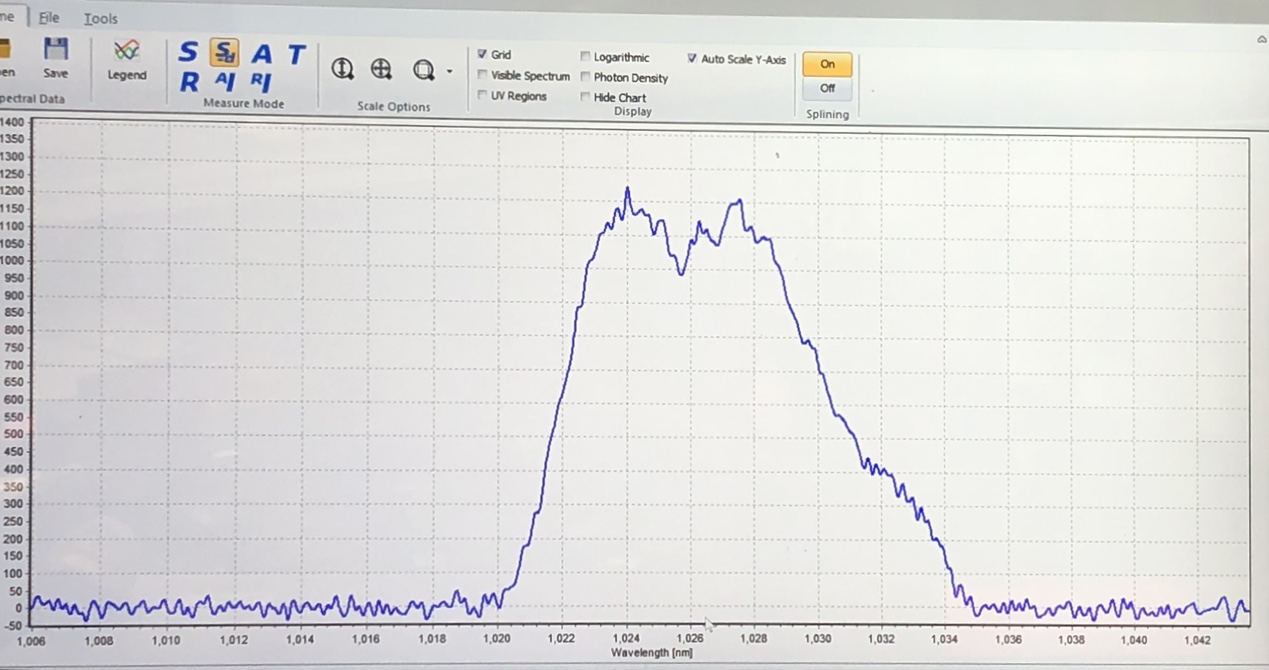 File Tools
Save
Legend
S Sd A T
R AI RI
Measure Mode
Scale Options
Grid
Visible Spectrum
UV Regions
Logarithmic
Photon Density
Hide Chart
Display
Auto Scale Y-Axis
On
Off
Splining
1400
1350
1300
1250
1200
1150
1100
1050
1000
950
900
850
800
750
700
650
600
550
500
450
400
350
300
250
200
150
100
50
0
-50
1,006 1,008 1,010 1,012 1,014 1,016 1,018 1,020 1,022 1,024 1,026 1,028 1,030 1,032 1,034 1,036 1,038 1,040 1,042
Wavelength [nm]